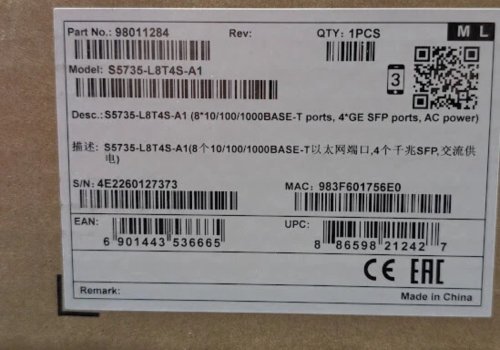 Part No.: 98011284 Rev: QTY: 1PCS M L
Model: S5735-L8T4S-A1
3
Desc.: S5735-L8T4S-A1 (8*10/100/1000BASE-T ports, 4*GE SFP ports, AC power)
描述: S5735-L8T4S-A1(8个10/100/1000BASE-T以太网端口,4个千兆SFP,交流供
电)
S/N: 4E2260127373 MAC: 983F601756E0
EAN: 6 901443 536665 UPC: 8 86598 21242 7
CE EAC
Remark: Made in China